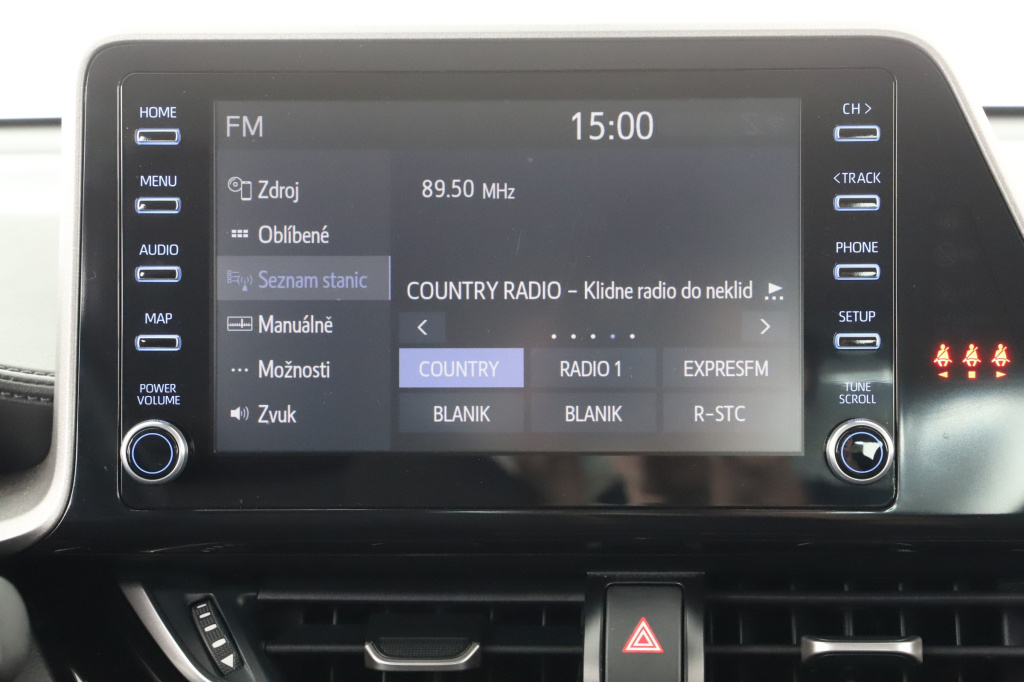 HOME
MENU
AUDIO
MAP
POWER
VOLUME
FM
15:00
Zdroj
Oblíbené
Seznam stanic
Manuálně
Možnosti
Zvuk
89.50 MHz
COUNTRY RADIO – Klidne radio do neklid
COUNTRY
RADIO 1
EXPRESFM
BLANIK
BLANIK
R-STC
CH >
<TRACK
PHONE
SETUP
TUNE
SCROLL